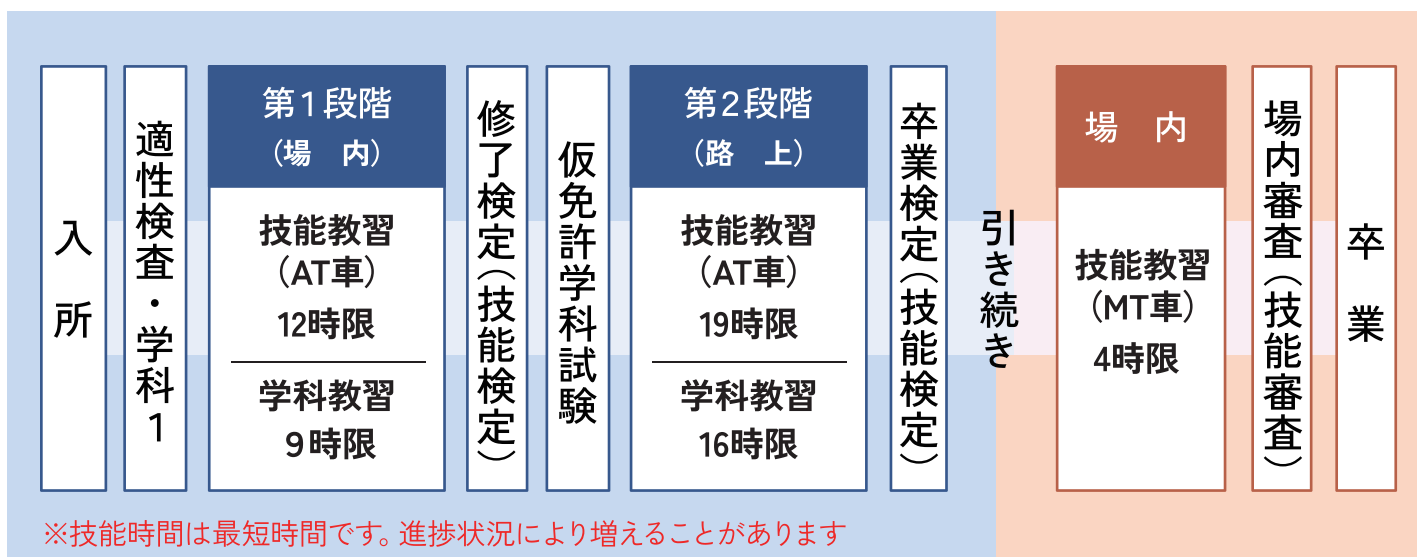 入所
適性検査・学科1
第1段階
(場 内)
技能教習
(AT車)
12時限
学科教習
9時限
修了検定(技能検定)
仮免許学科試験
第2段階
(路 上)
技能教習
(AT車)
19時限
学科教習
16時限
卒業検定(技能検定)
引き続き
場 内
技能教習
(MT車)
4時限
場内審査(技能審査)
卒業
※技能時間は最短時間です。進捗状況により増えることがあります